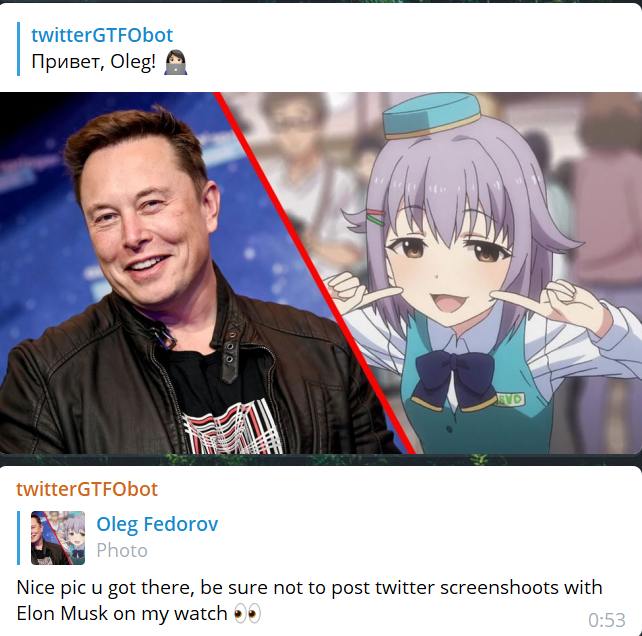 twitterGTFObot
Привет, Oleg! 👩🏻‍💻
twitterGTFObot
Oleg Fedorov
Photo
Nice pic u got there, be sure not to post twitter screenshoots with
Elon Musk on my watch 👀
0:53